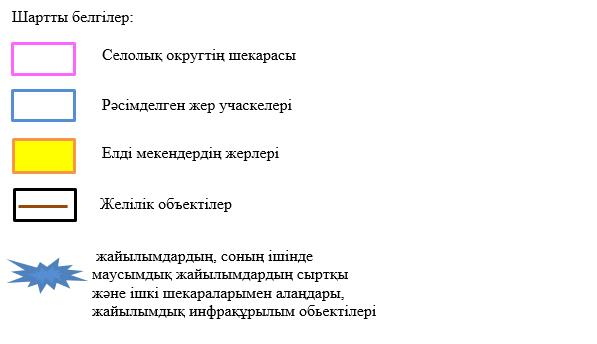 Шартты белгілер:
Селолық округтің шекарасы
Рәсімделген жер учаскелері
Елді мекендердің жерлері
Желілік объектілер
жайылымдардың, соның ішінде
маусымдық жайылымдардың сыртқы
және ішкі шекараларымен алаңдары,
жайылымдық инфрақұрылым обьектілері